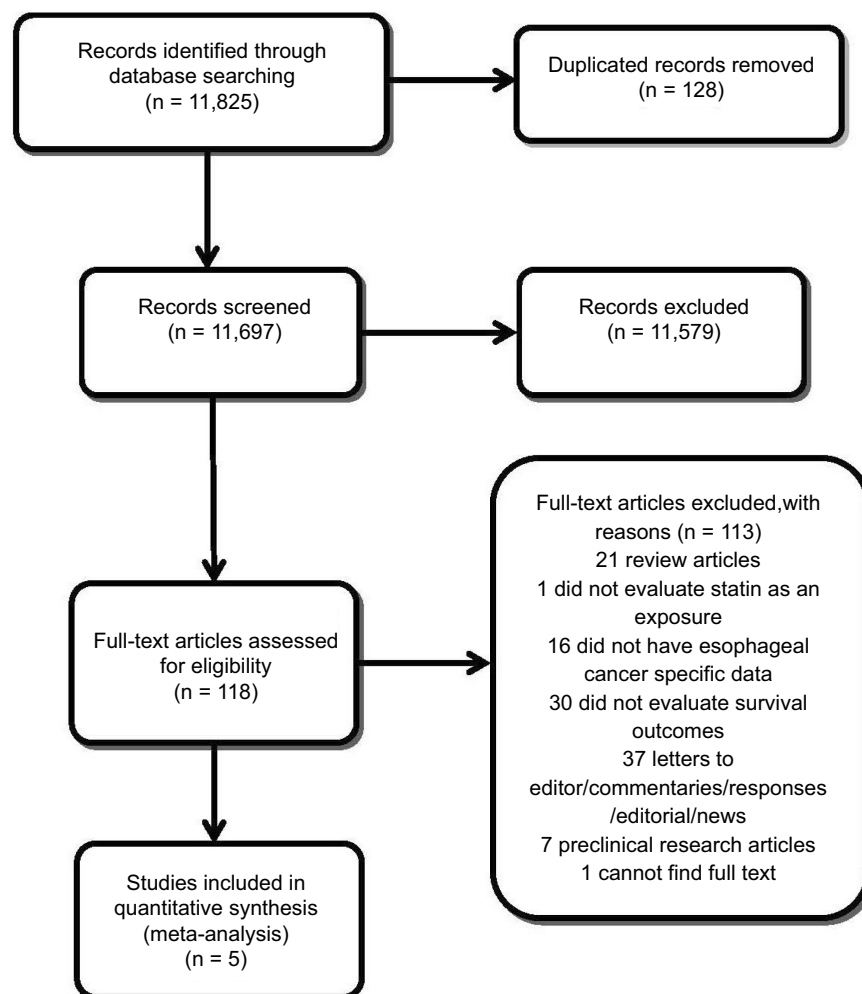 Records identified through
database searching
(n = 11,825)
Duplicated records removed
(n = 128)
Records screened
(n = 11,697)
Records excluded
(n = 11,579)
Full-text articles assessed
for eligibility
(n = 118)
Full-text articles excluded,with
reasons (n = 113)
21 review articles
1 did not evaluate statin as an
exposure
16 did not have esophageal
cancer specific data
30 did not evaluate survival
outcomes
37 letters to
editor/commentaries/responses
/editorial/news
7 preclinical research articles
1 cannot find full text
Studies included in
quantitative synthesis
(meta-analysis)
(n = 5)